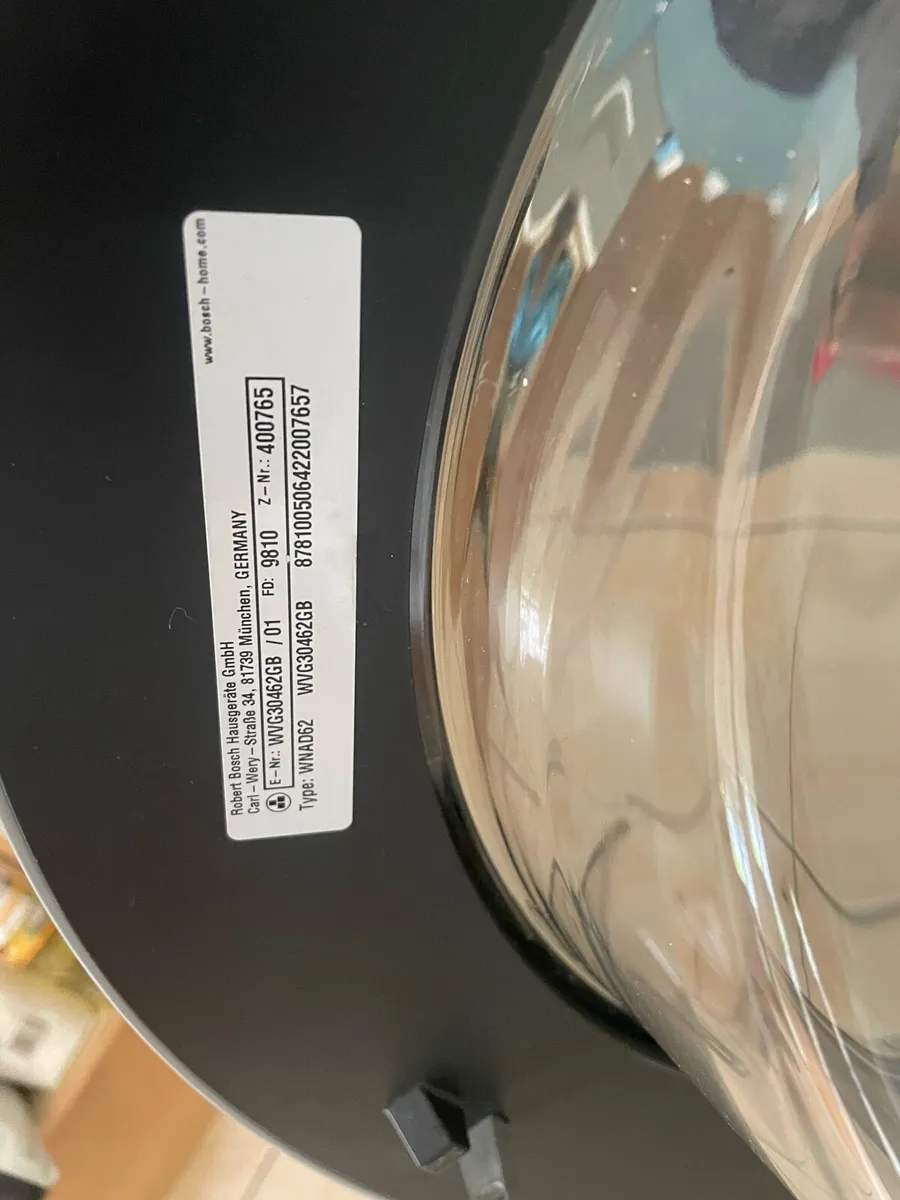 www.bosch-home.com
Robert Bosch Hausgeräte GmbH
Carl-Wery-Straße 34, 81739 München, GERMANY
E-Nr.: WVG30462GB /01 FD: 9810 Z-Nr.: 400765
Type: WNAD62 WVG30462GB 878100506422007657